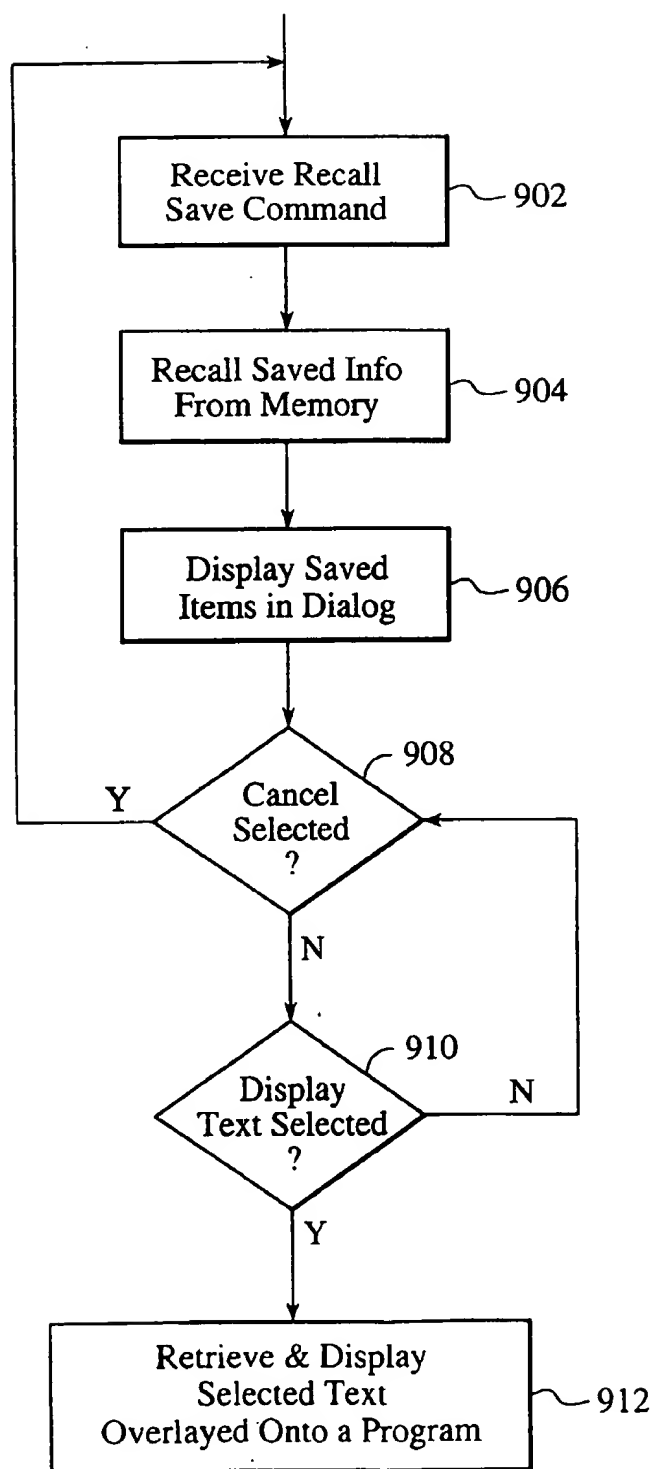 Receive Recall
Save Command
902
Recall Saved Info
From Memory
904
Display Saved
Items in Dialog
906
908
Cancel
Selected
?
Y
N
910
Display
Text Selected
?
N
Y
Retrieve & Display
Selected Text
Overlayed Onto a Program
912